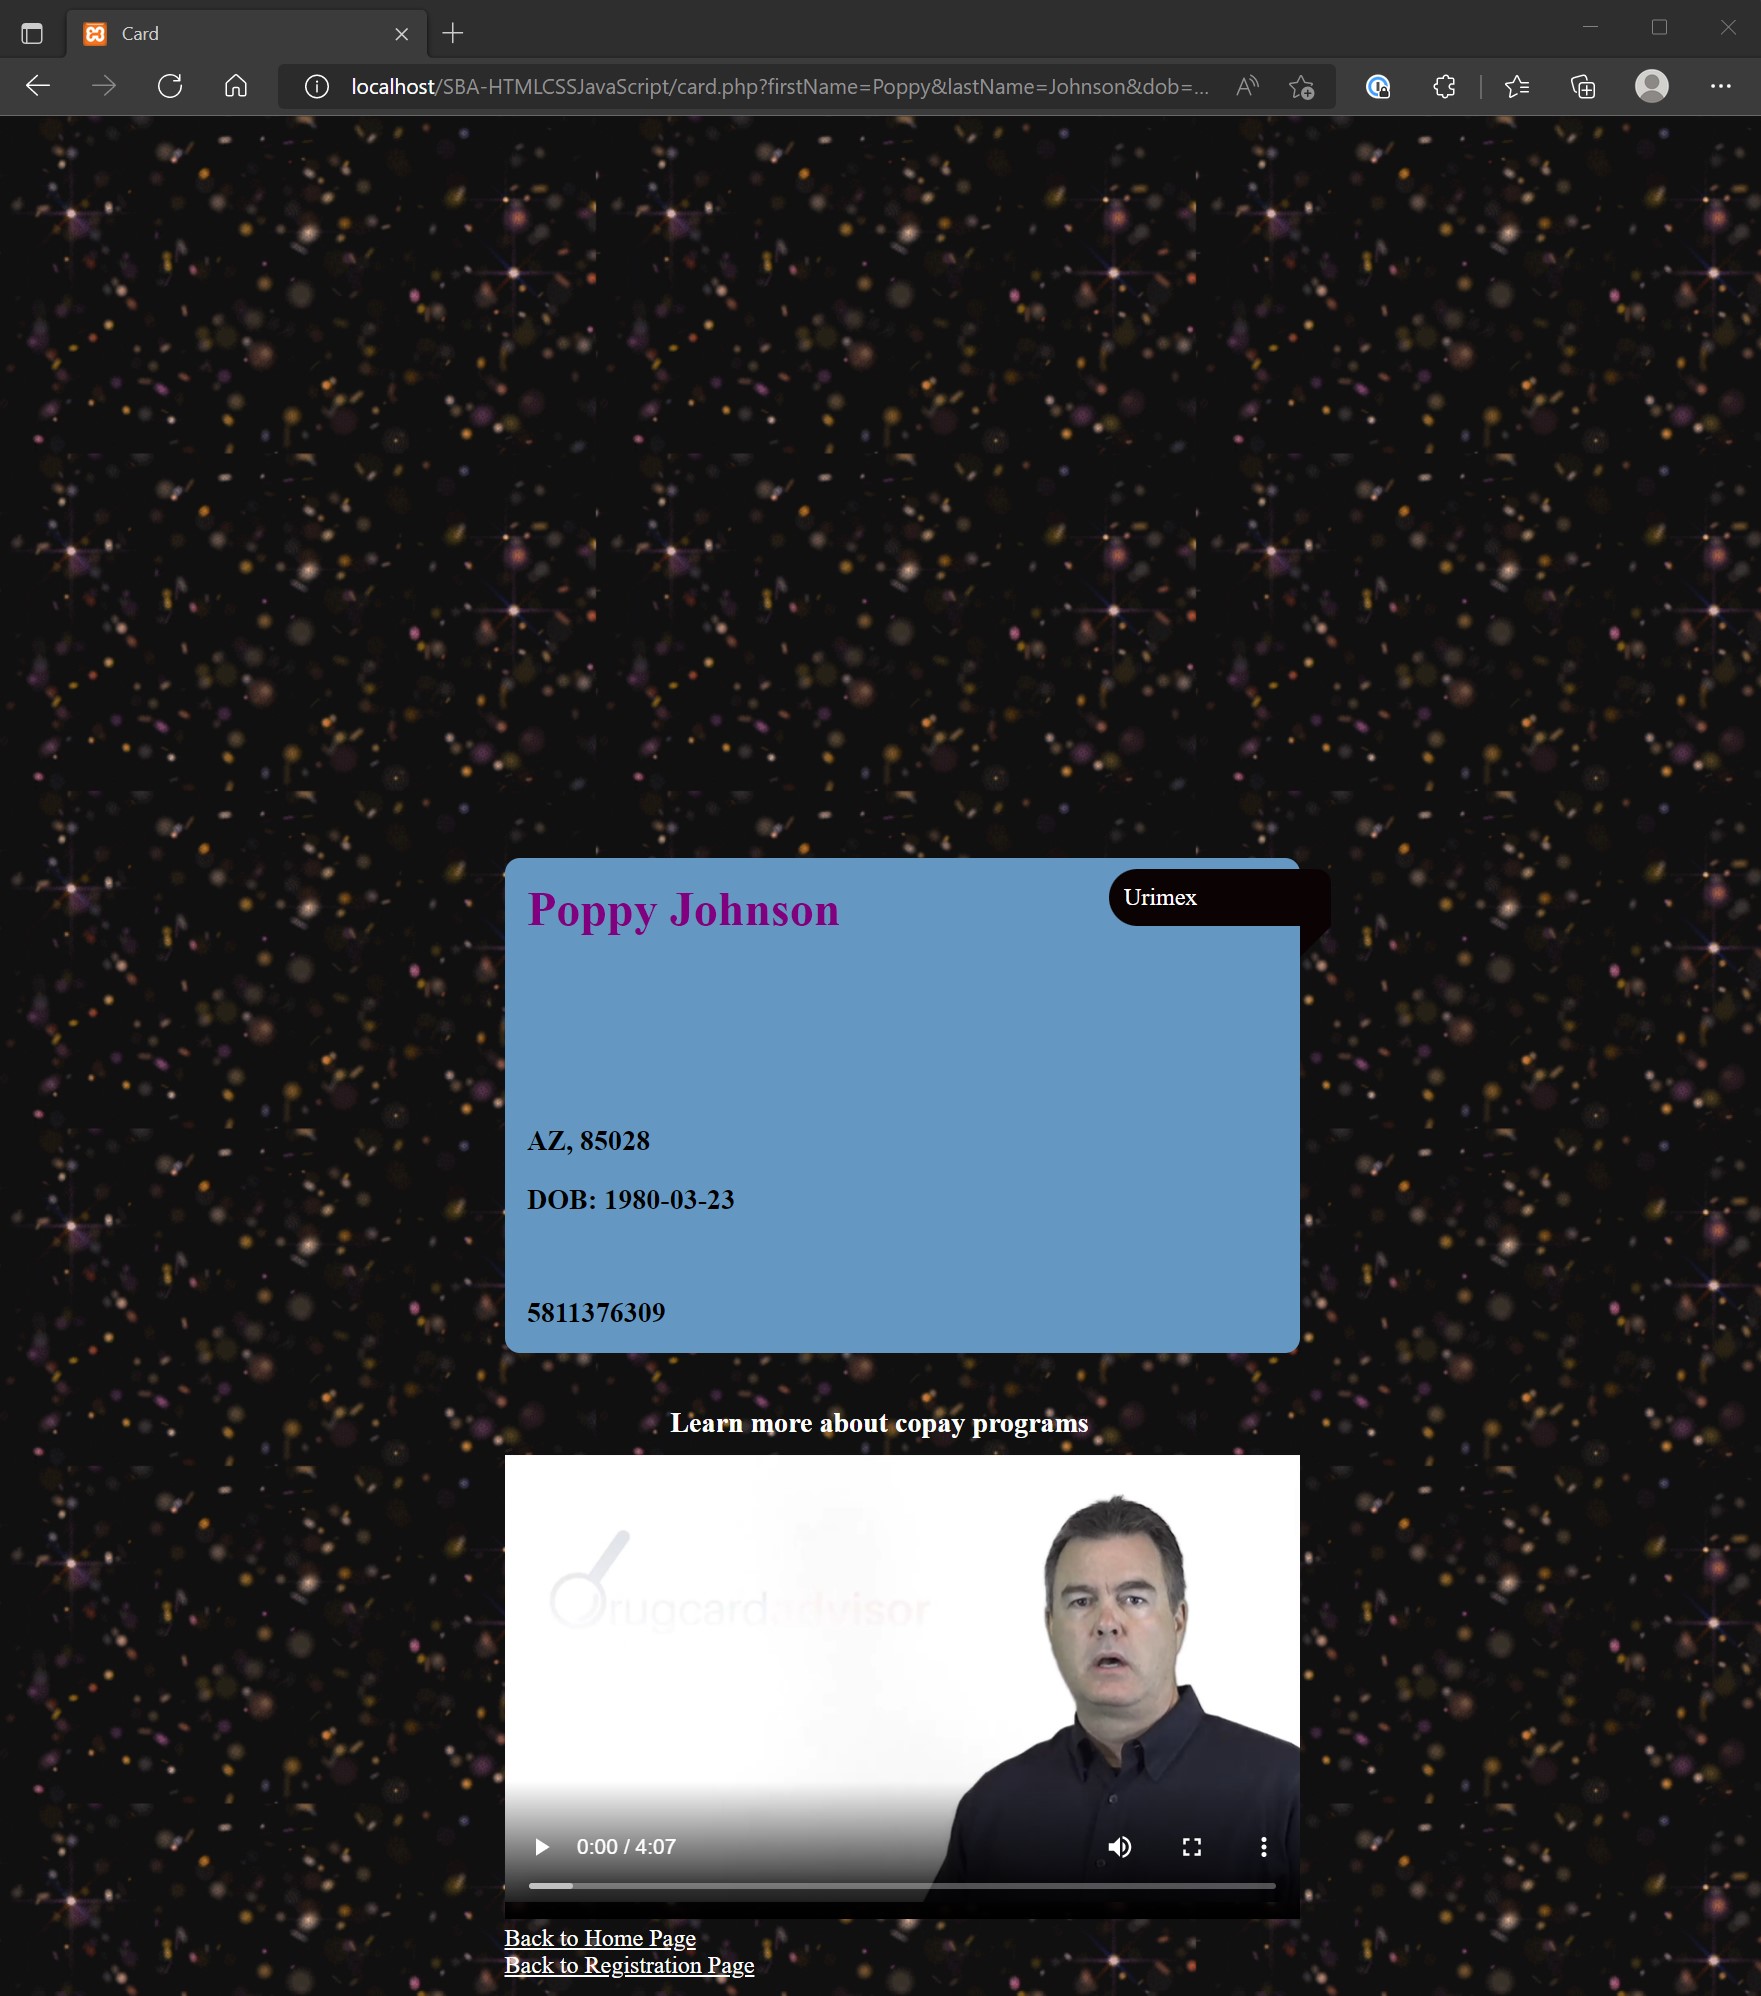 Card
localhost/SBA-HTMLCSSJavaScript/card.php?firstName=Poppy&lastName=Johnson&dob=...
Poppy Johnson
Urimex
AZ, 85028
DOB: 1980-03-23
5811376309
Learn more about copay programs
rugcardadvisor
0:00 / 4:07
Back to Home Page
Back to Registration Page